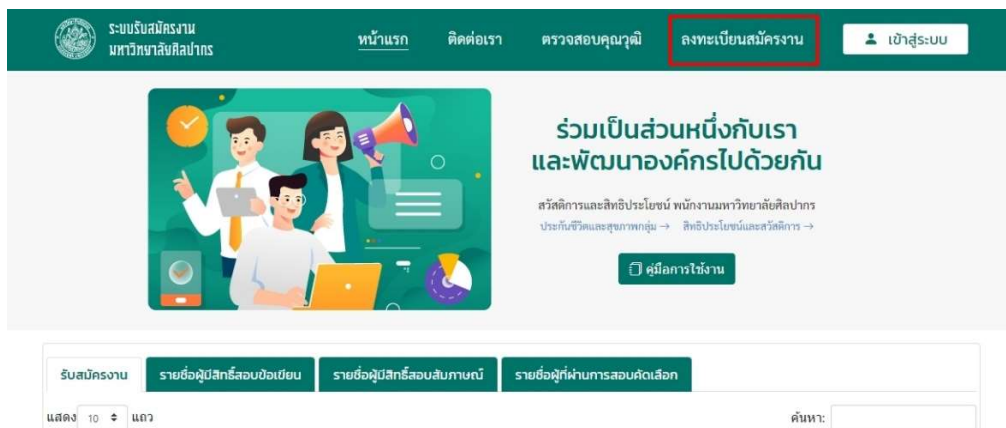 ระบบรับสมัครงาน
มหาวิทยาลัยศิลปากร
หน้าแรก
ติดต่อเรา
ตรวจสอบคุณวุฒิ
ลงทะเบียนสมัครงาน
เข้าสู่ระบบ
ร่วมเป็นส่วนหนึ่งกับเรา
และพัฒนาองค์กรไปด้วยกัน
สวัสดิการและสิทธิประโยชน์ พนักงานมหาวิทยาลัยศิลปากร
ประกันชีวิตและสุขภาพกลุ่ม → สิทธิประโยชน์และสวัสดิการ →
คู่มือการใช้งาน
รับสมัครงาน
รายชื่อผู้มีสิทธิ์สอบข้อเขียน
รายชื่อผู้มีสิทธิ์สอบสัมภาษณ์
รายชื่อผู้ที่ผ่านการสอบคัดเลือก
แสดง 10 แถว
ค้นหา: